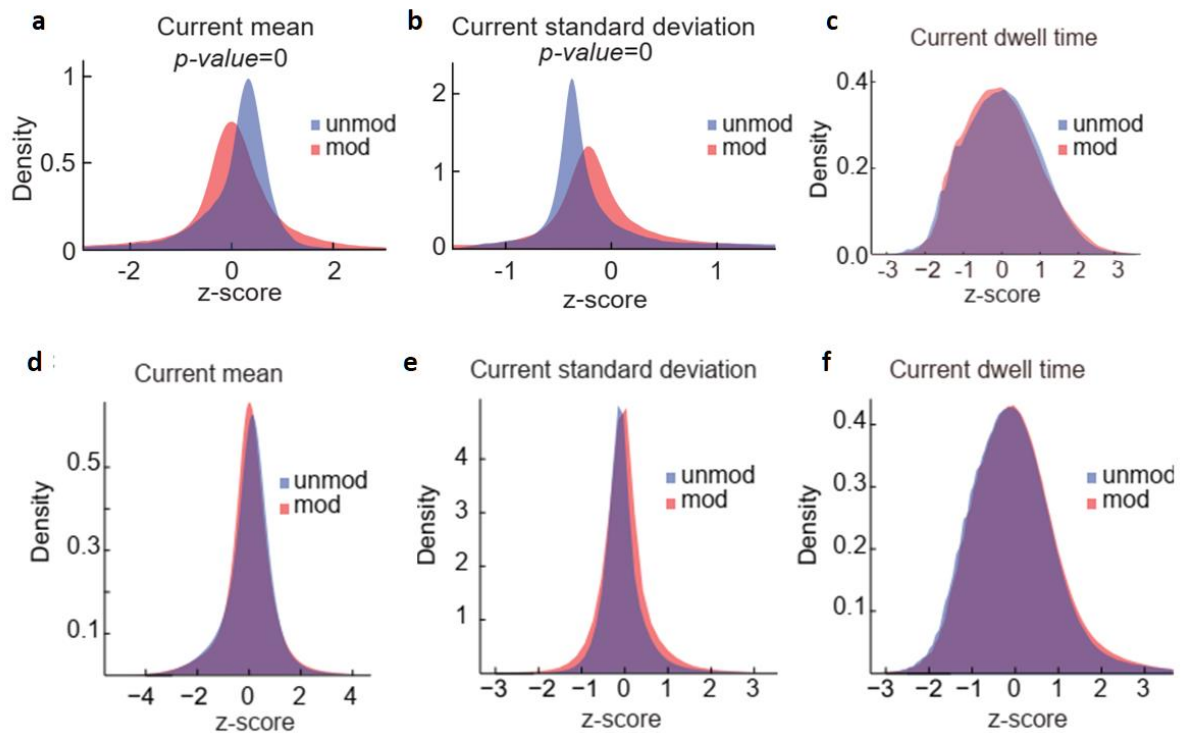 a
Current mean
p-value=0
Density
1
0.5
0
-2
0
2
z-score
unmod
mod
b
Current standard deviation
p-value=0
2
1
0
-1
0
1
z-score
unmod
mod
c
Current dwell time
Density
0.4
0.2
0.0
-3
-2
-1
0
1
2
3
z-score
unmod
mod
d
Current mean
Density
0.5
0.3
0.1
−4
−2
0
2
4
z-score
unmod
mod
e
Current standard deviation
Density
4
3
2
1
−3
−2
−1
0
1
2
3
z-score
unmod
mod
f
Current dwell time
Density
0.4
0.3
0.2
0.1
−3
−2
−1
0
1
2
3
z-score
unmod
mod